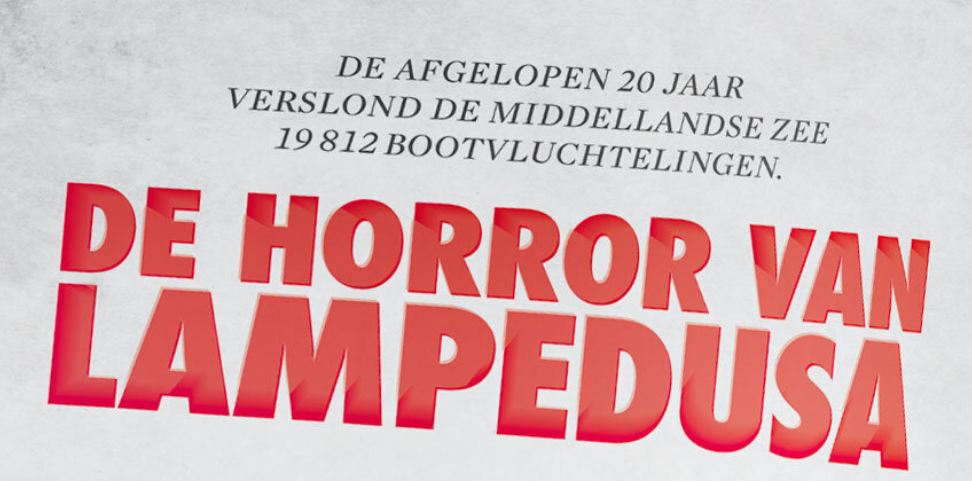 DE AFGELOPEN 20 JAAR
VERSLOND DE MIDDELLANDSE ZEE
19 812 BOOTVLUCHTELINGEN.
DE HORROR VAN
LAMPEDUSA